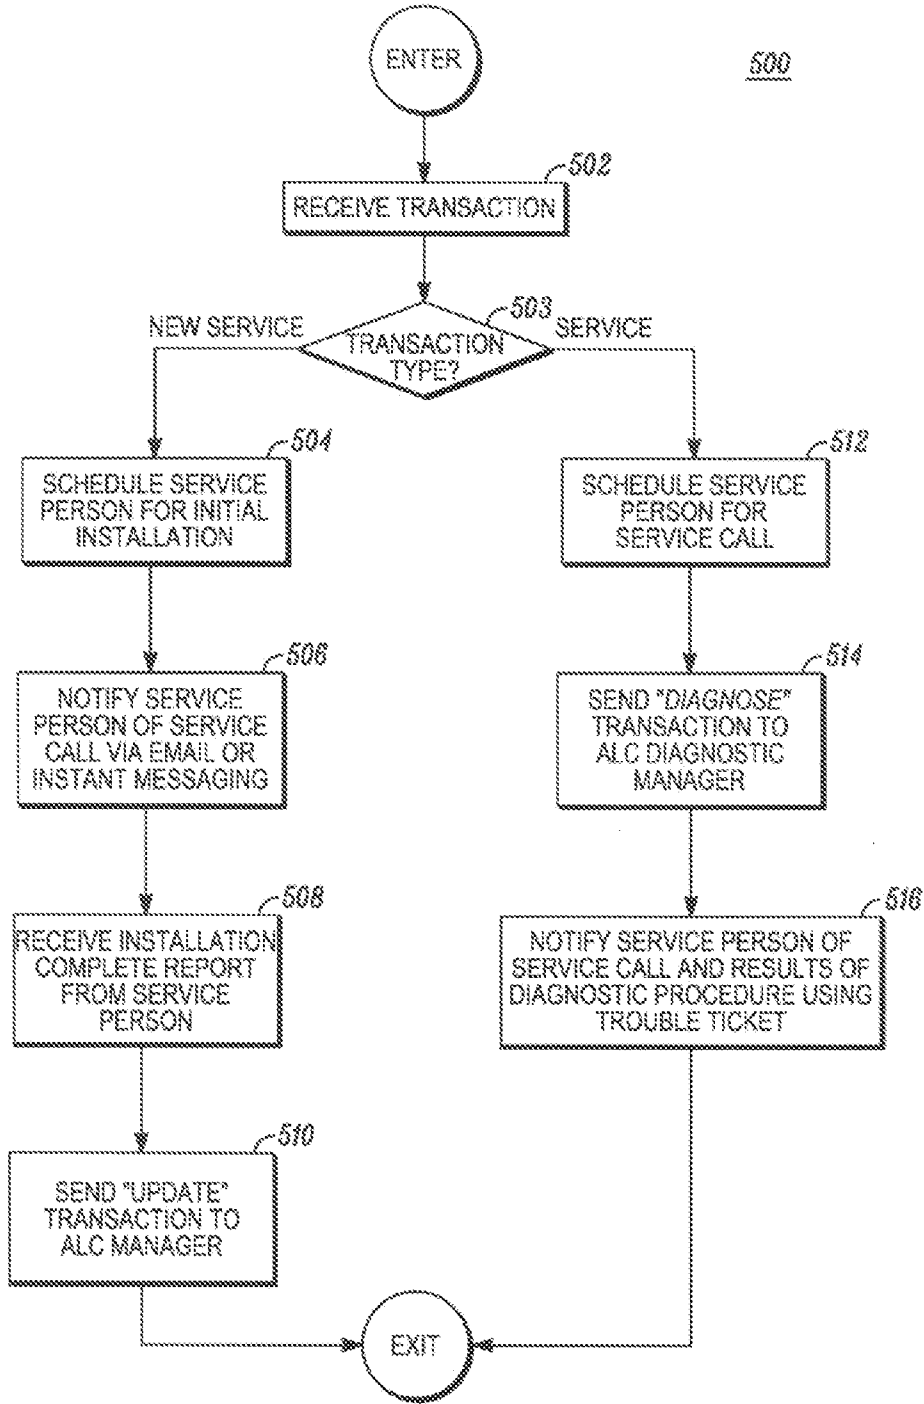 ENTER
500
502
RECEIVE TRANSACTION
503
NEW SERVICE
SERVICE
TRANSACTION
TYPE?
504
SCHEDULE SERVICE
PERSON FOR INITIAL
INSTALLATION
512
SCHEDULE SERVICE
PERSON FOR
SERVICE CALL
506
NOTIFY SERVICE
PERSON OF SERVICE
CALL VIA EMAIL OR
INSTANT MESSAGING
514
SEND "DIAGNOSE"
TRANSACTION TO
ALC DIAGNOSTIC
MANAGER
508
RECEIVE INSTALLATION
COMPLETE REPORT
FROM SERVICE
PERSON
516
NOTIFY SERVICE PERSON OF
SERVICE CALL AND RESULTS OF
DIAGNOSTIC PROCEDURE USING
TROUBLE TICKET
510
SEND "UPDATE"
TRANSACTION TO
ALC MANAGER
EXIT